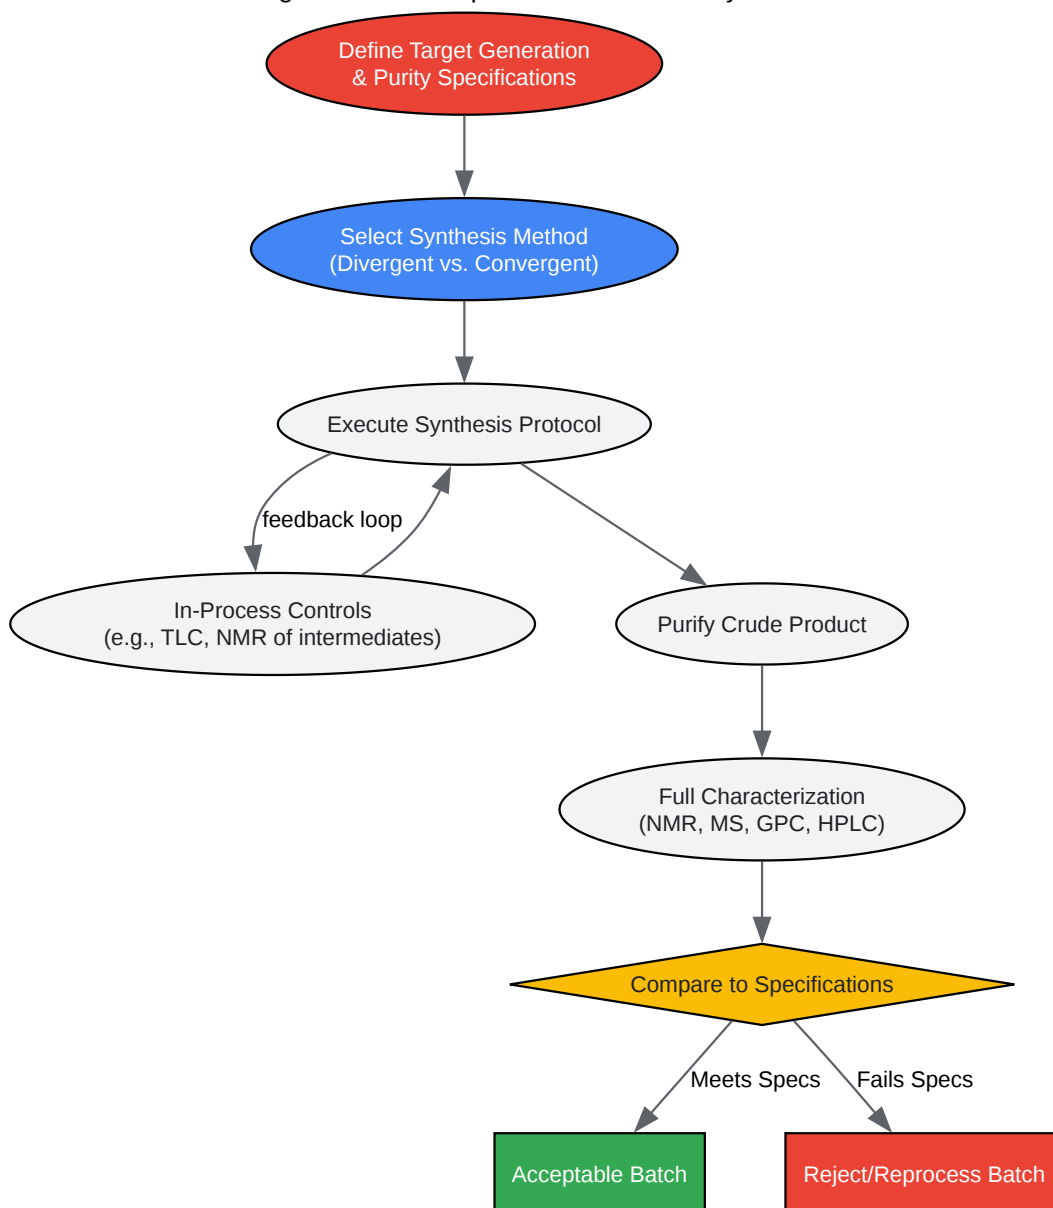 Define Target Generation
& Purity Specifications
Select Synthesis Method
(Divergent vs. Convergent)
Execute Synthesis Protocol
feedback loop
In-Process Controls
(e.g., TLC, NMR of intermediates)
Purify Crude Product
Full Characterization
(NMR, MS, GPC, HPLC)
Compare to Specifications
Meets Specs
Fails Specs
Acceptable Batch
Reject/Reprocess Batch